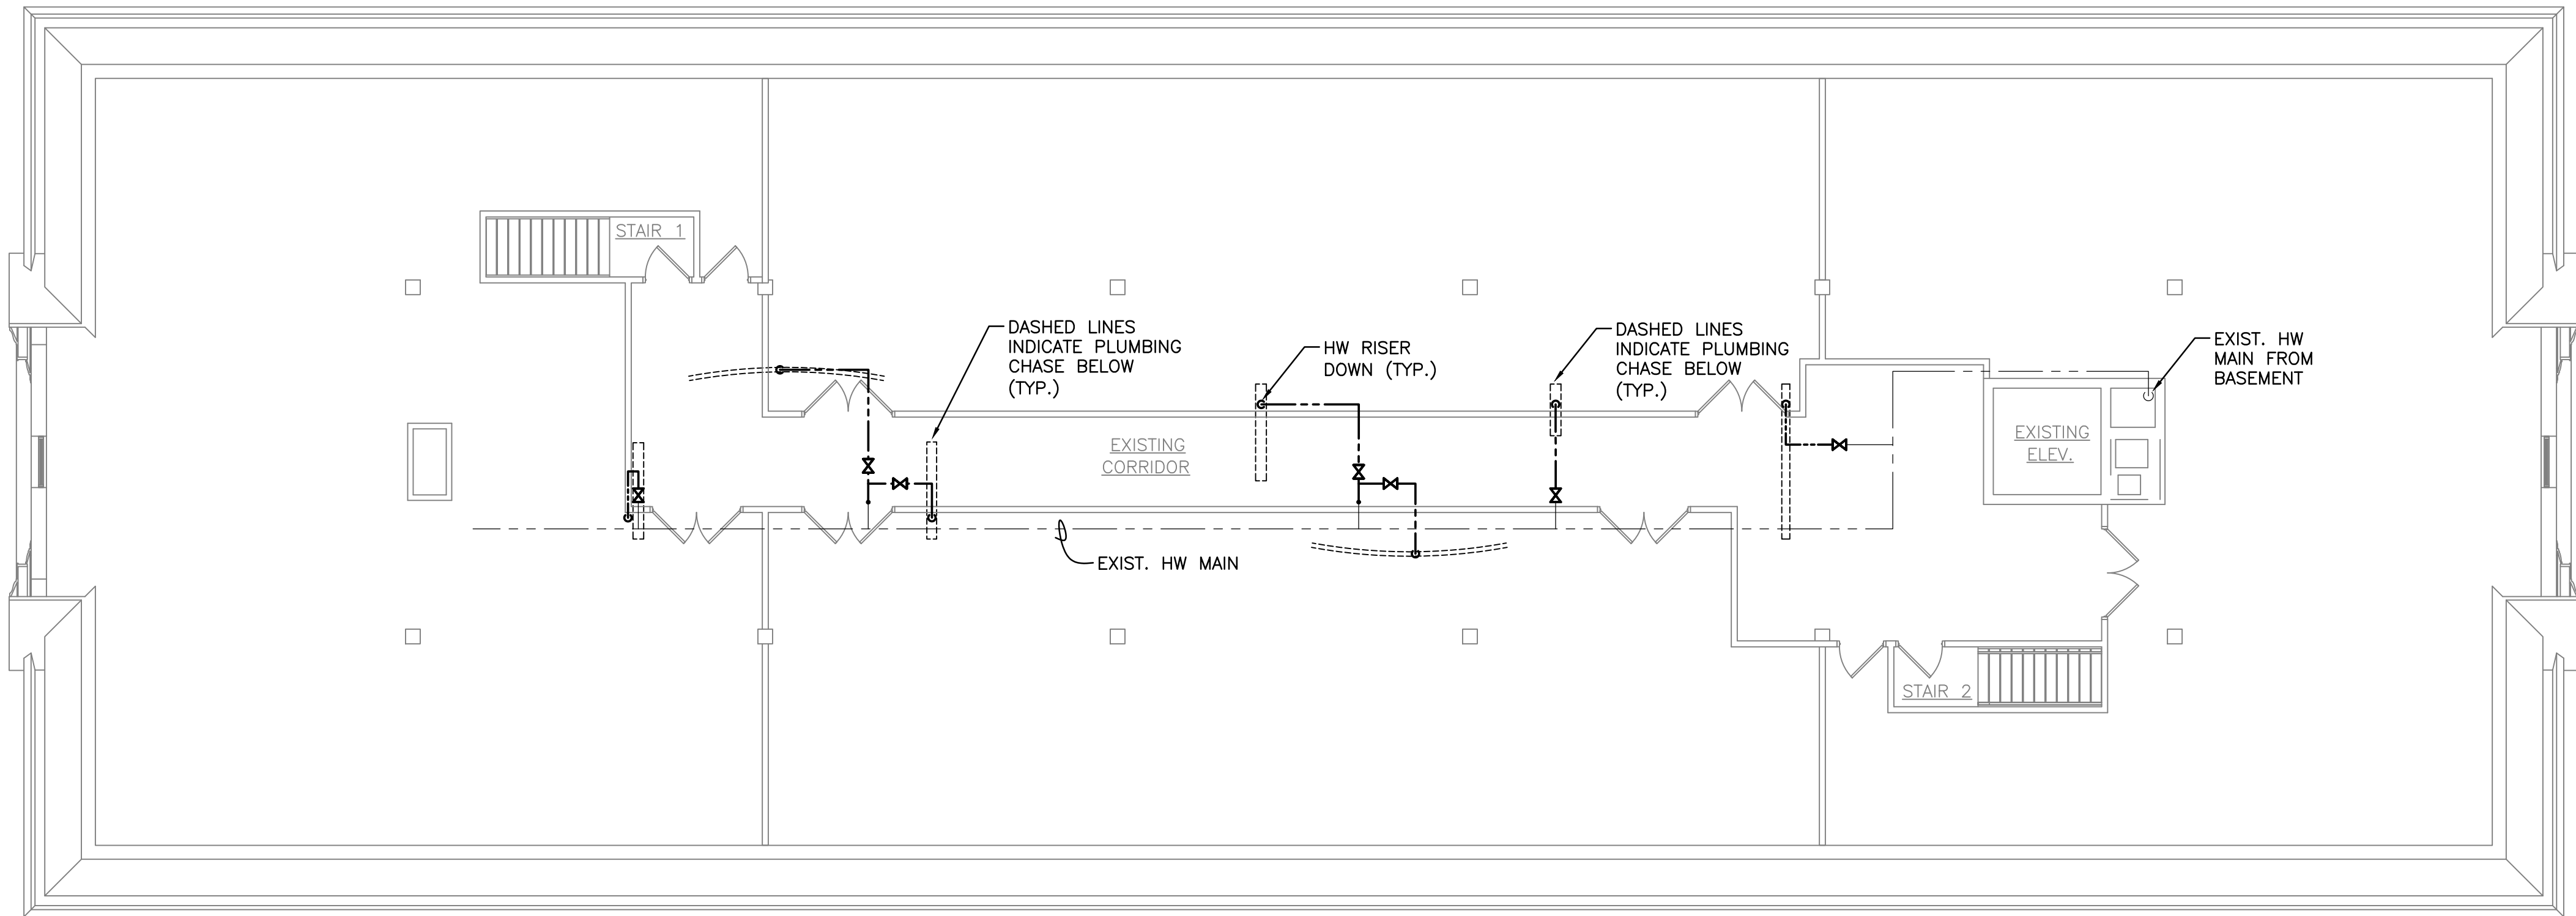 STAIR 1
DASHED LINES
INDICATE PLUMBING
CHASE BELOW
(TYP.)
HW RISER
DOWN (TYP.)
DASHED LINES
INDICATE PLUMBING
CHASE BELOW
(TYP.)
EXIST. HW
MAIN FROM
BASEMENT
EXISTING
CORRIDOR
EXISTING
ELEV.
EXIST. HW MAIN
STAIR 2